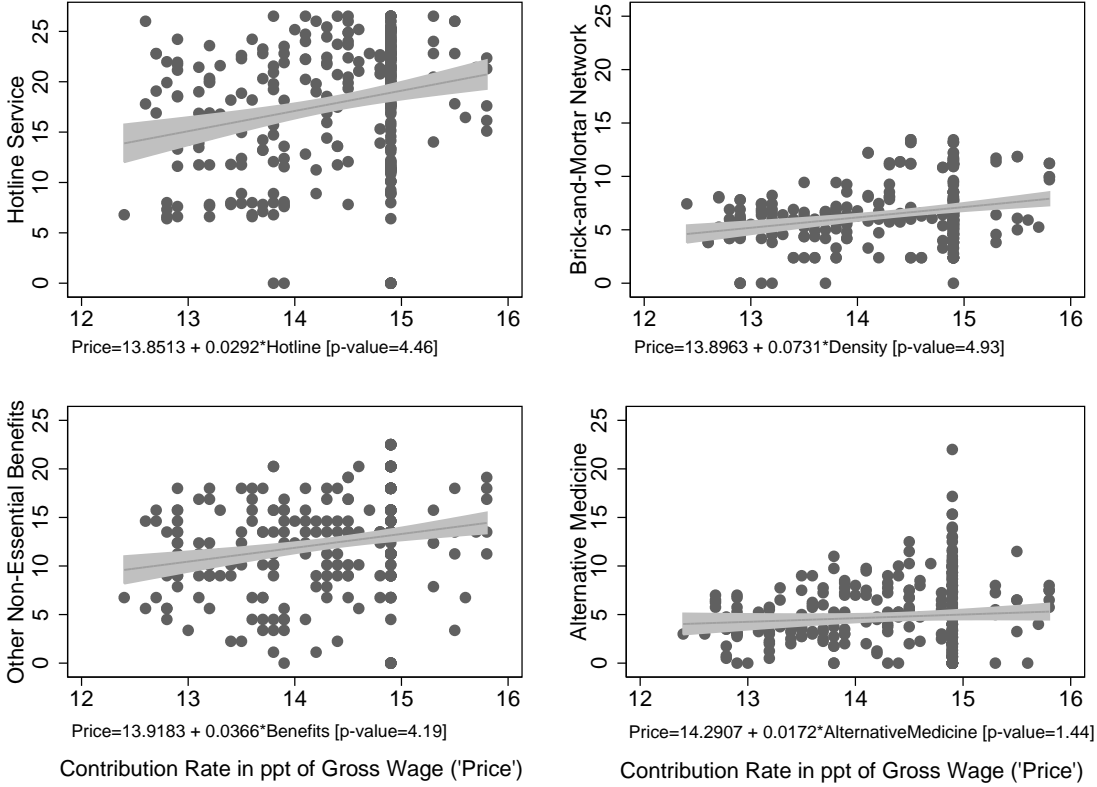 Hotline Service
0 5 10 15 20 25
12 13 14 15 16
Price=13.8513 + 0.0292*Hotline [p-value=4.46]
Brick-and-Mortar Network
0 5 10 15 20 25
12 13 14 15 16
Price=13.8963 + 0.0731*Density [p-value=4.93]
Other Non-Essential Benefits
0 5 10 15 20 25
12 13 14 15 16
Price=13.9183 + 0.0366*Benefits [p-value=4.19]
Contribution Rate in ppt of Gross Wage ('Price')
Alternative Medicine
0 5 10 15 20 25
12 13 14 15 16
Price=14.2907 + 0.0172*AlternativeMedicine [p-value=1.44]
Contribution Rate in ppt of Gross Wage ('Price')